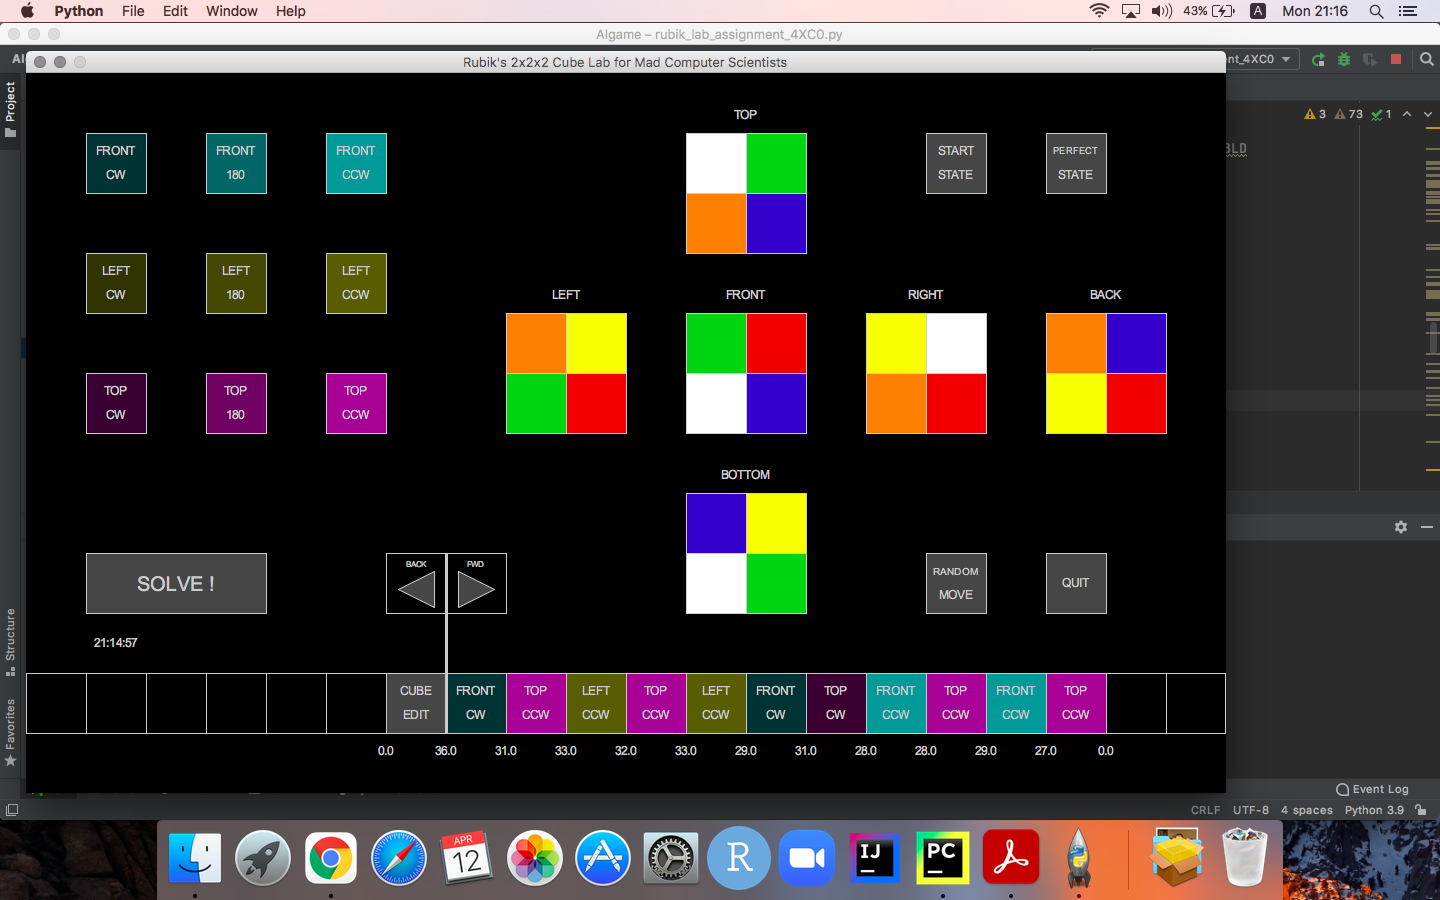 Python File Edit Window Help 43% A Mon 21:16
AIgame – rubik_lab_assignment_4XC0.py
Rubik's 2x2x2 Cube Lab for Mad Computer Scientists
nt_4XC0
Project
3 73 1
BLD
TOP
FRONT CW
FRONT 180
FRONT CCW
START STATE
PERFECT STATE
LEFT CW
LEFT 180
LEFT CCW
LEFT FRONT RIGHT BACK
TOP CW
TOP 180
TOP CCW
BOTTOM
SOLVE !
BACK FWD
RANDOM MOVE
QUIT
21:14:57
Structure
Favorites
CUBE EDIT
FRONT CW
TOP CCW
LEFT CCW
TOP CCW
LEFT CCW
FRONT CW
TOP CW
FRONT CCW
TOP CCW
FRONT CCW
TOP CCW
0.0 36.0 31.0 33.0 32.0 33.0 29.0 31.0 28.0 28.0 29.0 27.0 0.0
Event Log
CRLF UTF-8 4 spaces Python 3.9
APR
12
R
IJ
PC